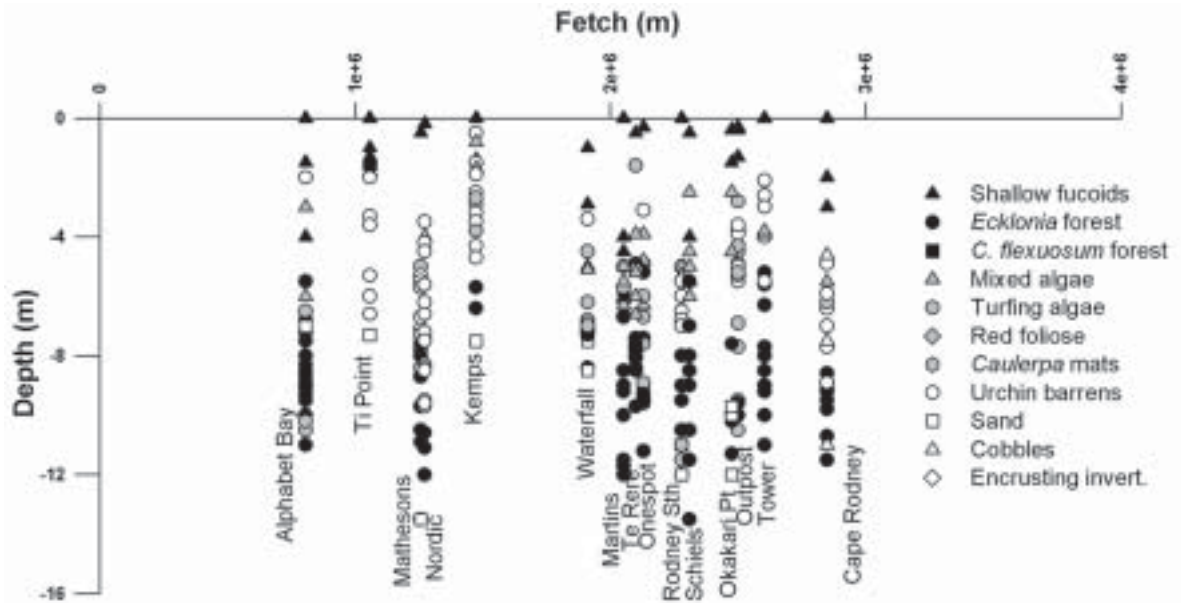 Fetch (m)
0
1e+6
2e+6
3e+6
4e+6
Depth (m)
0
-4
-8
-12
-16
Alphabet Bay
Ti Point
Mathesons
Nordic
Kemps
Waterfall
Martins
Te Rere
Onespot
Rodney Sth
Schiels
Okakari Pt
Outpost
Tower
Cape Rodney
Shallow fucoids
Ecklonia forest
C. flexuosum forest
Mixed algae
Turfing algae
Red foliose
Caulerpa mats
Urchin barrens
Sand
Cobbles
Encrusting invert.